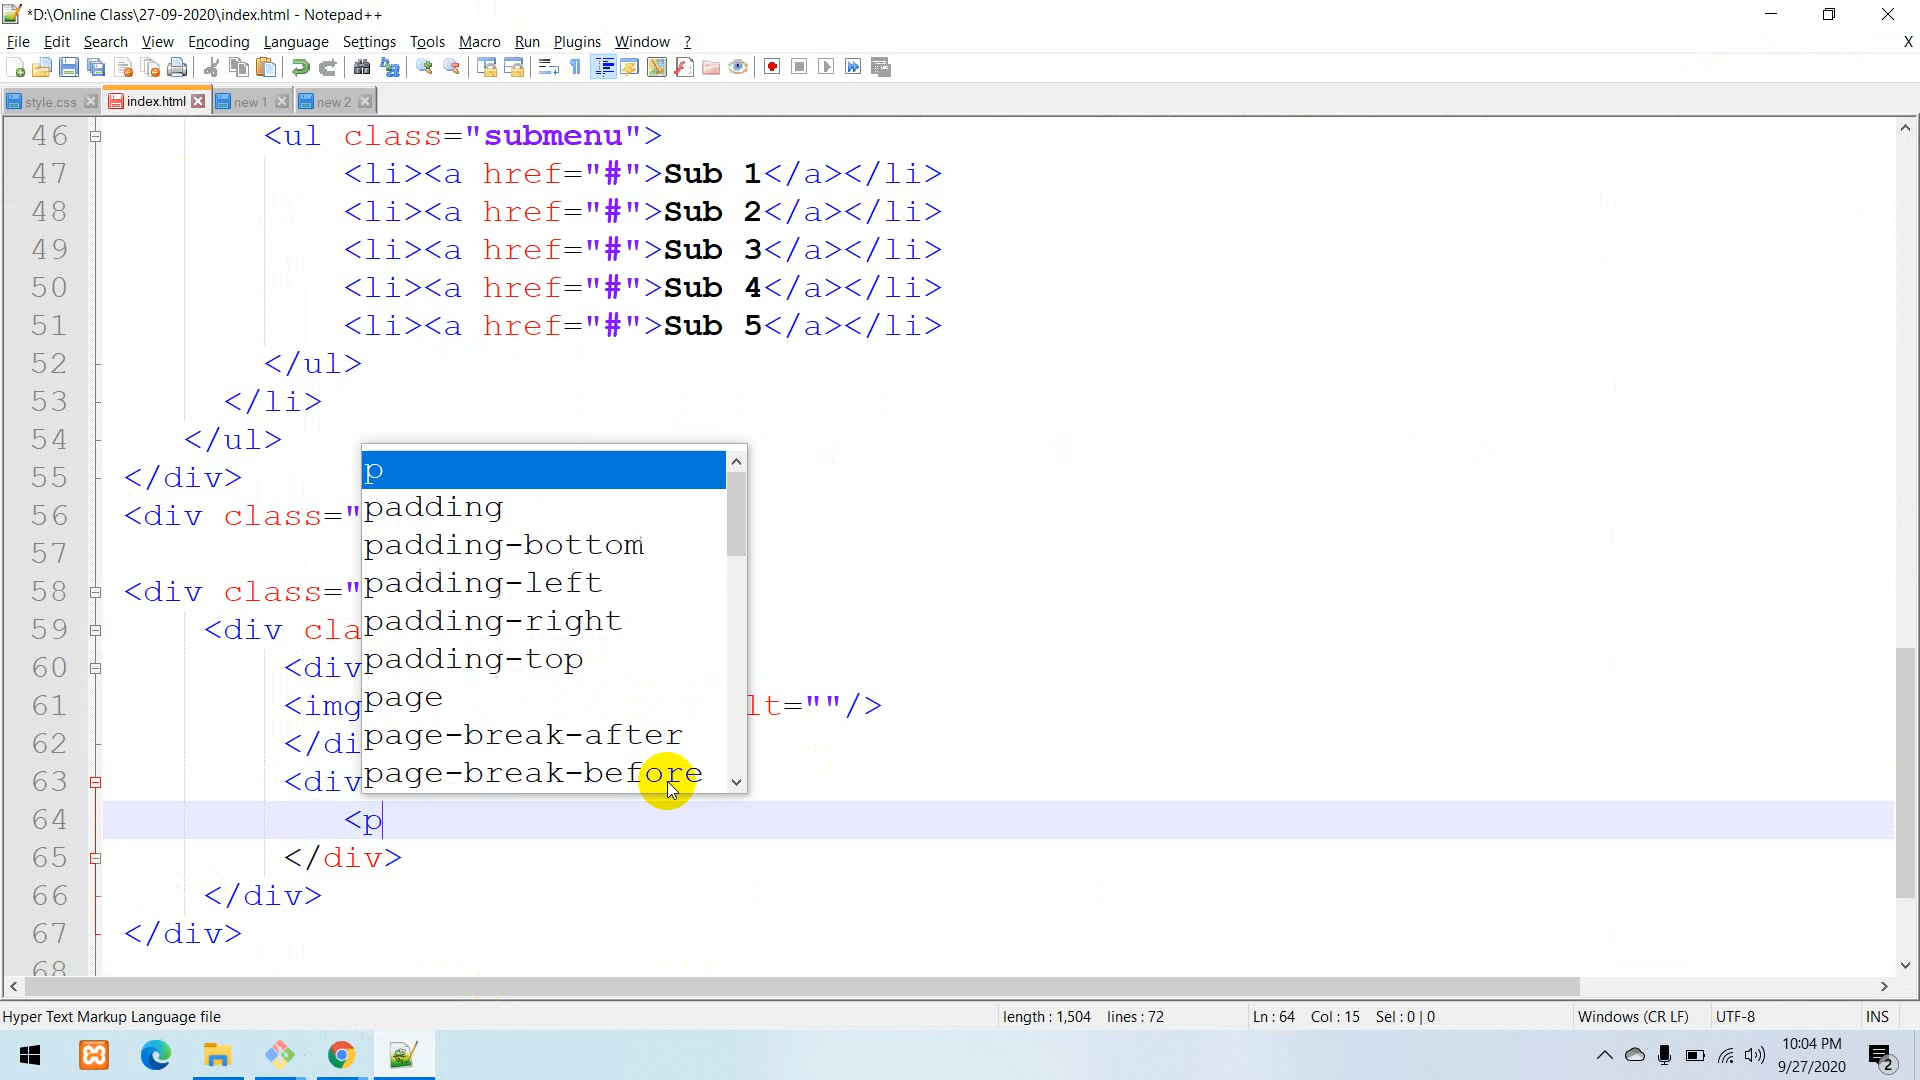 *D:\Online Class\27-09-2020\index.html - Notepad++
File Edit Search View Encoding Language Settings Tools Macro Run Plugins Window ? X
style.css index.html new 1 new 2
46 <ul class="submenu">
47 <li><a href="#">Sub 1</a></li>
48 <li><a href="#">Sub 2</a></li>
49 <li><a href="#">Sub 3</a></li>
50 <li><a href="#">Sub 4</a></li>
51 <li><a href="#">Sub 5</a></li>
52 </ul>
53 </li>
54 </ul>
55 </div>
56 <div class="
57
58 <div class="
59 <div cla
60 <div
61 <img lt=""/>
62 </di
63 <div
64 <p
65 </div>
66 </div>
67 </div>
68
p
padding
padding-bottom
padding-left
padding-right
padding-top
page
page-break-after
page-break-before
Hyper Text Markup Language file length : 1,504 lines : 72 Ln : 64 Col : 15 Sel : 0 | 0 Windows (CR LF) UTF-8 INS
10:04 PM
9/27/2020
2